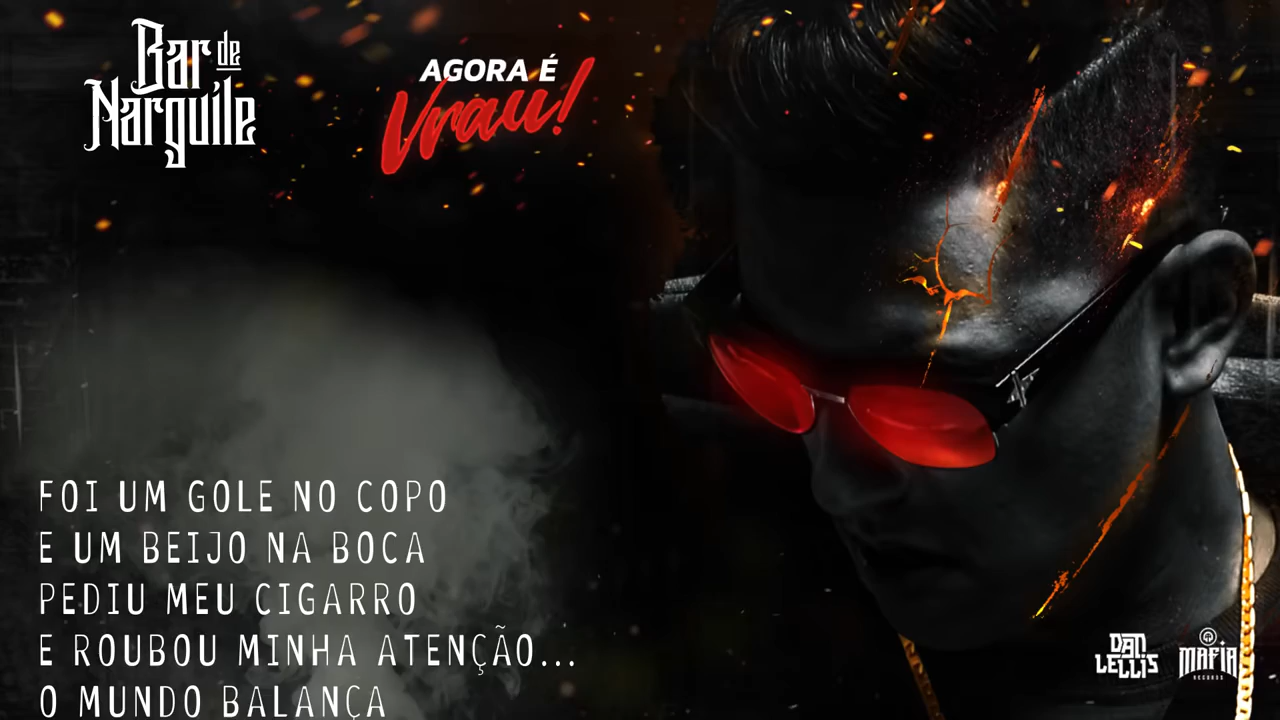 Bar de
Narguile
AGORA É
Vrau!
FOI UM GOLE NO COPO
E UM BEIJO NA BOCA
PEDIU MEU CIGARRO
E ROUBOU MINHA ATENÇÃO...
O MUNDO BALANÇA
DAN
LELLIS
MAFIA
RECORDS